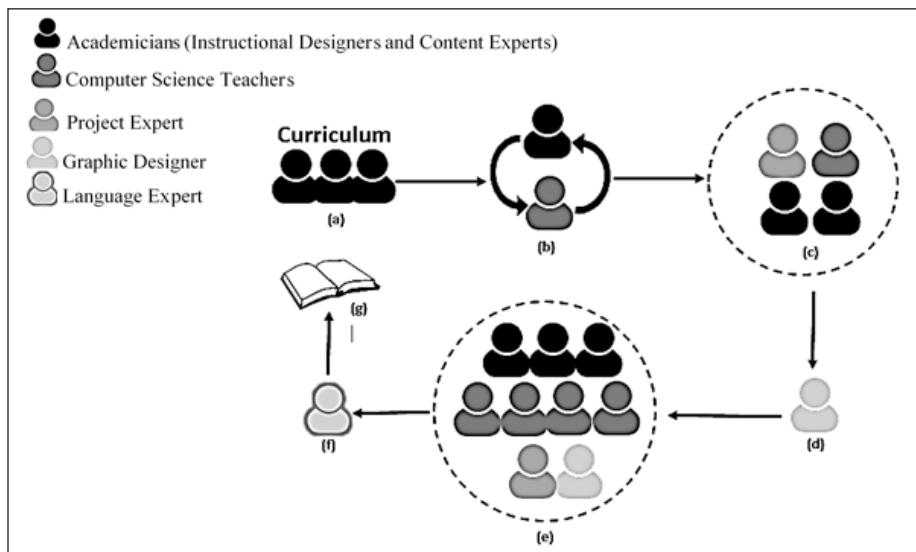 Academicians (Instructional Designers and Content Experts)
Computer Science Teachers
Project Expert
Graphic Designer
Language Expert
Curriculum
(a)
(b)
(c)
(g)
(f)
(d)
(e)